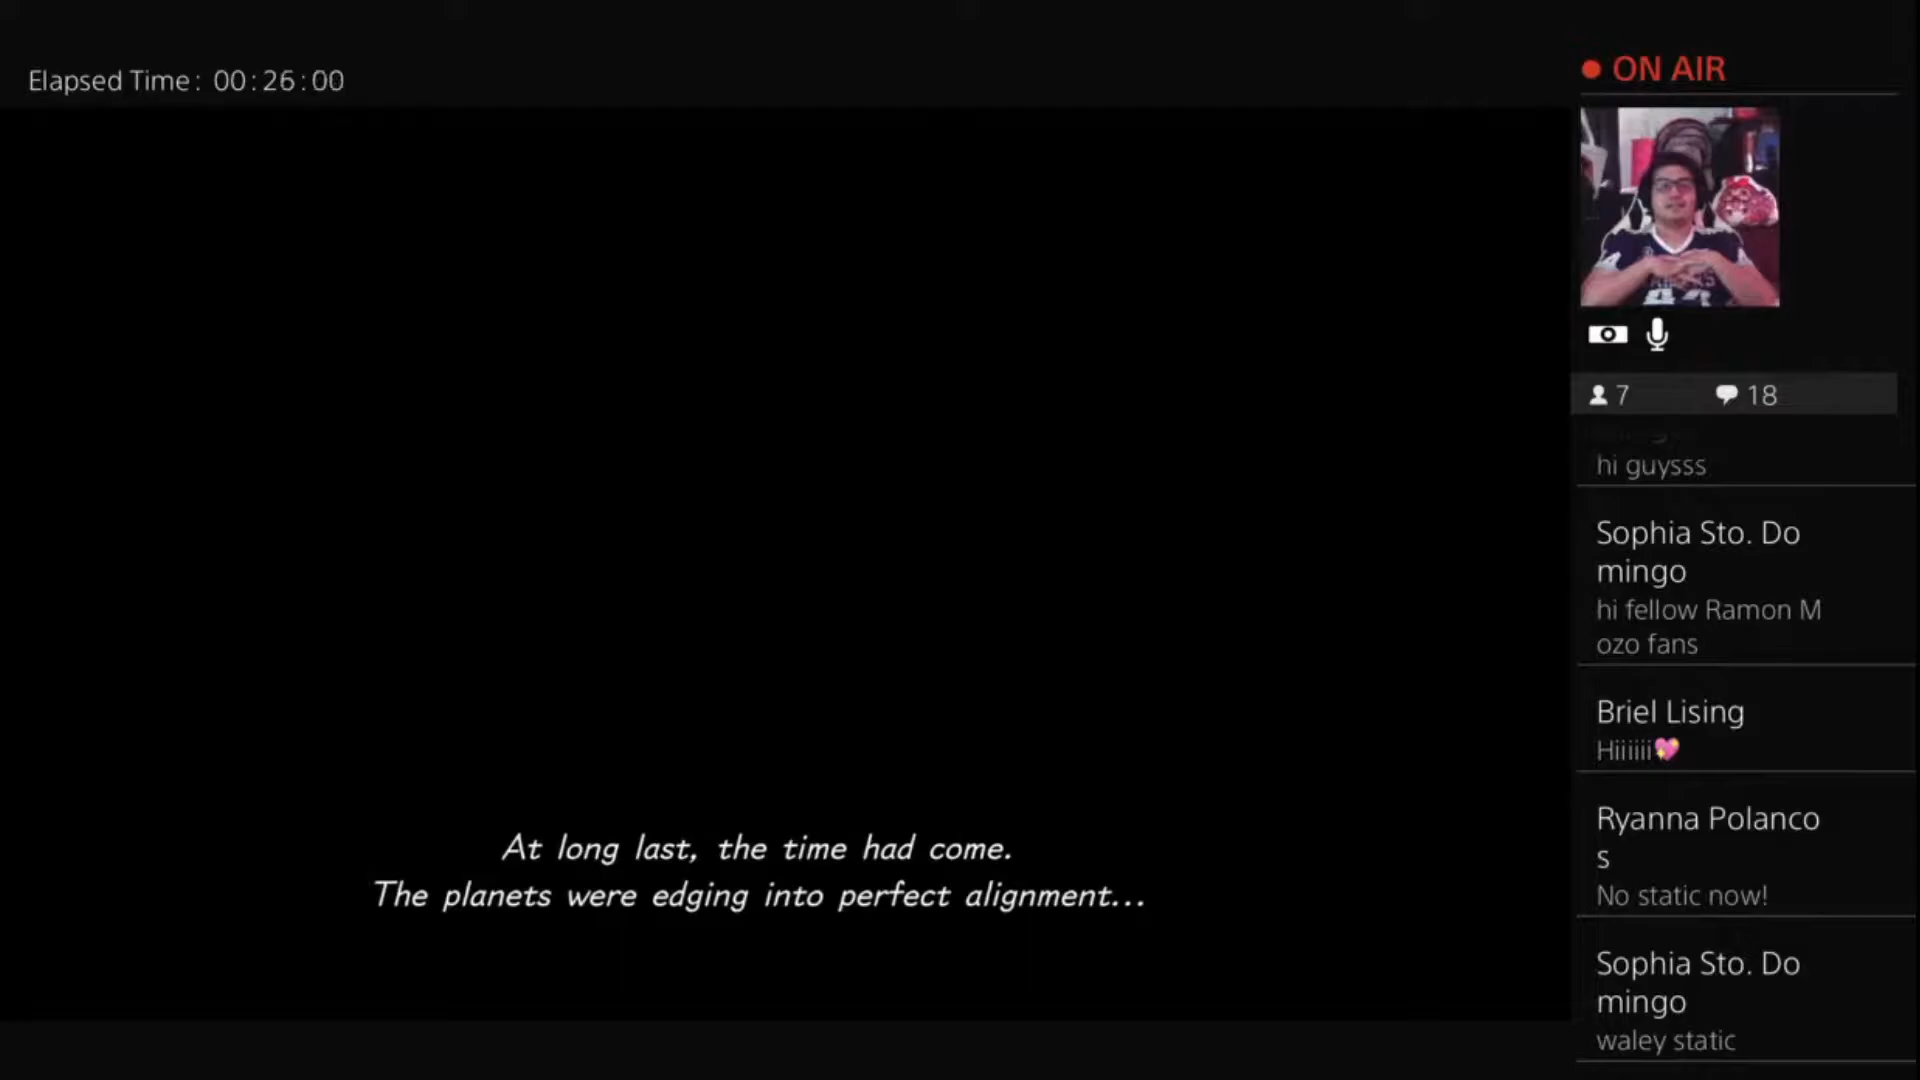 Elapsed Time: 00:26:00
ON AIR
7 18
hi guysss
Sophia Sto. Do
mingo
hi fellow Ramon M
ozo fans
Briel Lising
Hiiiiii💖
Ryanna Polanco
s
No static now!
Sophia Sto. Do
mingo
waley static
At long last, the time had come.
The planets were edging into perfect alignment...